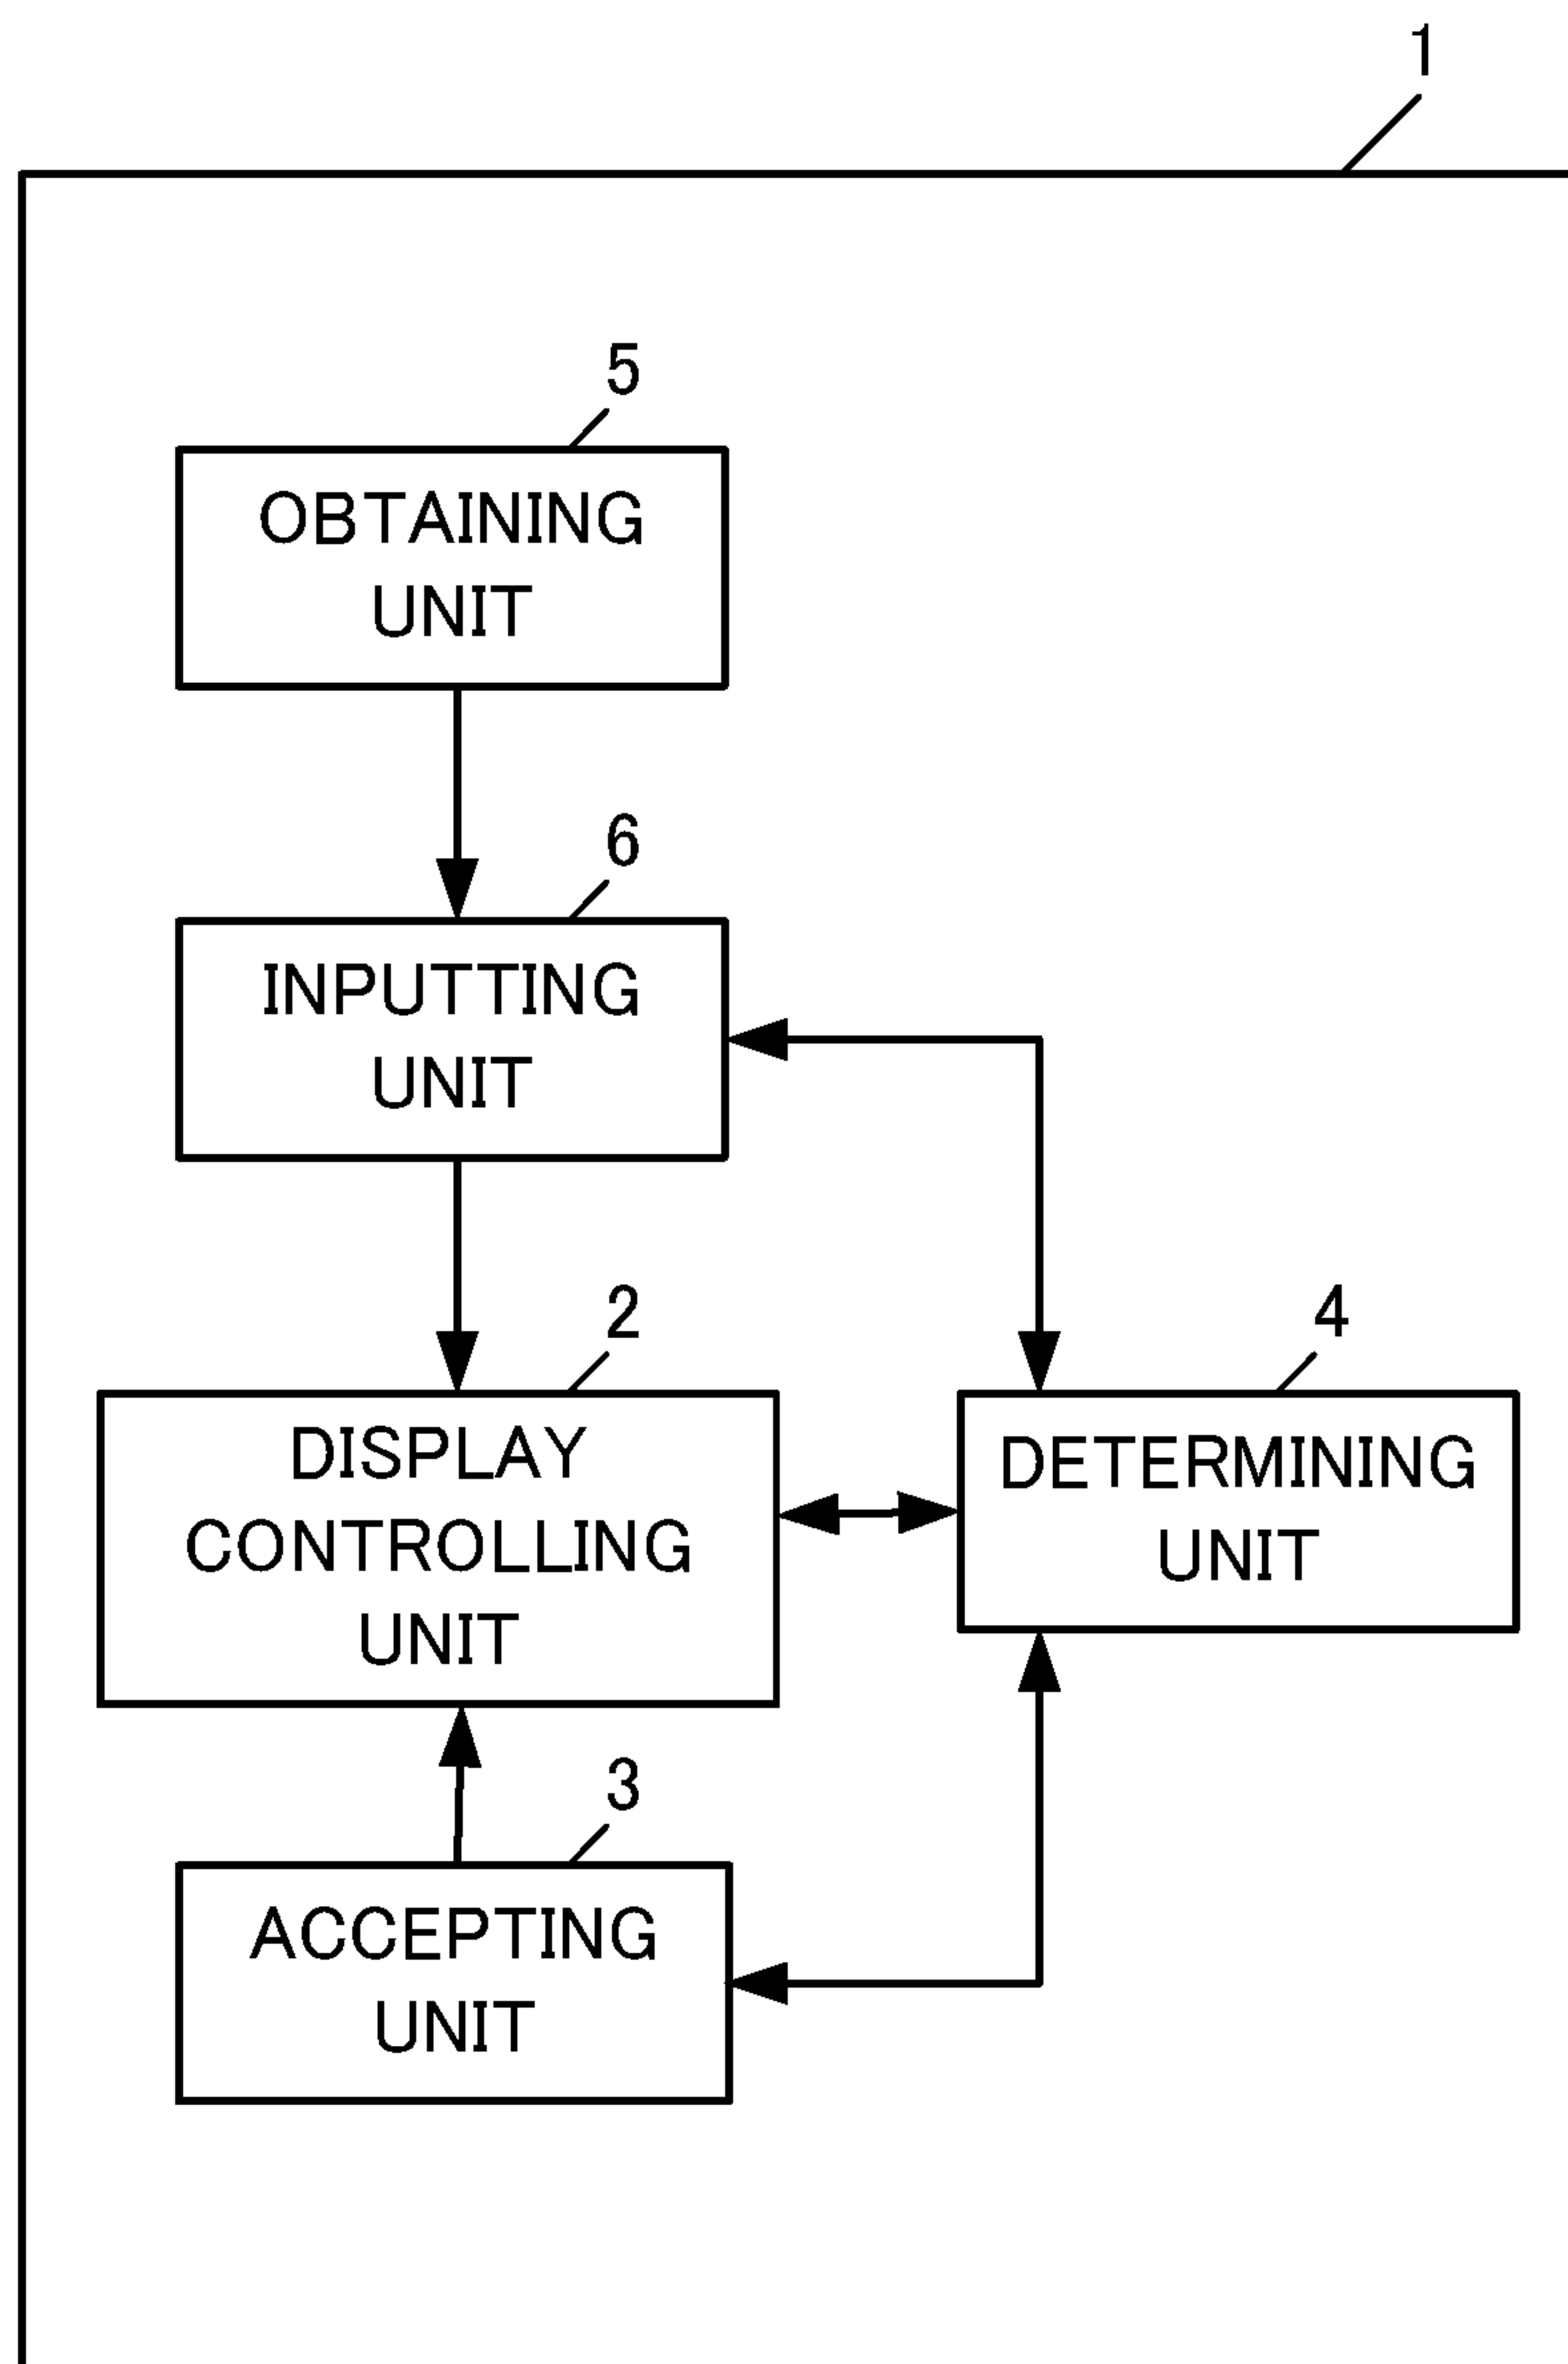 1
5
OBTAINING
UNIT
6
INPUTTING
UNIT
2
DISPLAY
CONTROLLING
UNIT
4
DETERMINING
UNIT
3
ACCEPTING
UNIT